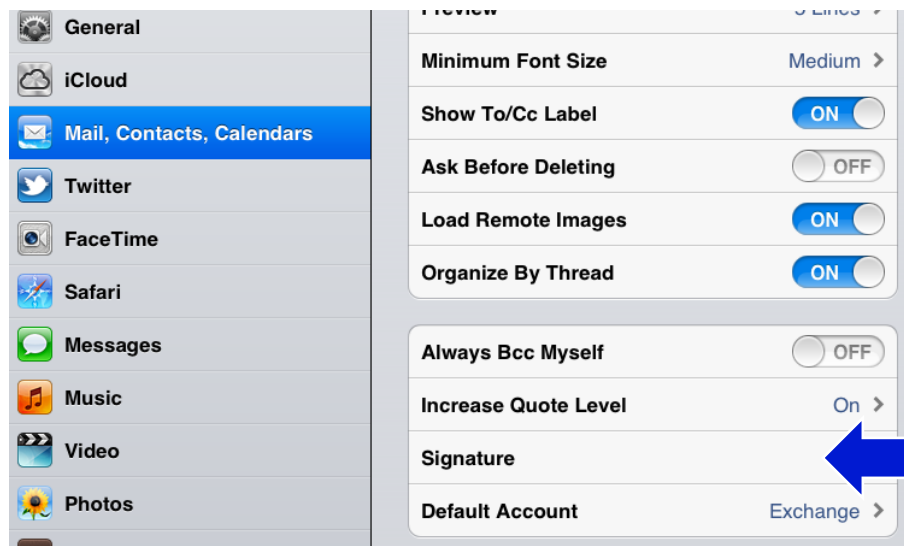 General
iCloud
Mail, Contacts, Calendars
Twitter
FaceTime
Safari
Messages
Music
Video
Photos
Preview
Minimum Font Size Medium
Show To/Cc Label ON
Ask Before Deleting OFF
Load Remote Images ON
Organize By Thread ON
Always Bcc Myself OFF
Increase Quote Level On
Signature
Default Account Exchange